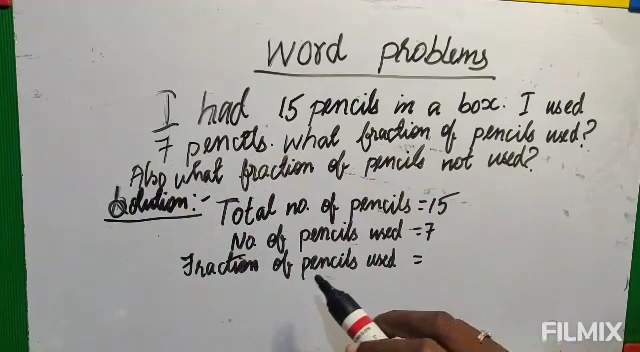 Word problems
I had 15 pencils in a box. I used
7 pencils. What fraction of pencils used?
Also what fraction of pencils not used?
Solution:- Total no. of pencils = 15
No. of pencils used = 7
Fraction of pencils used =
FILMIX